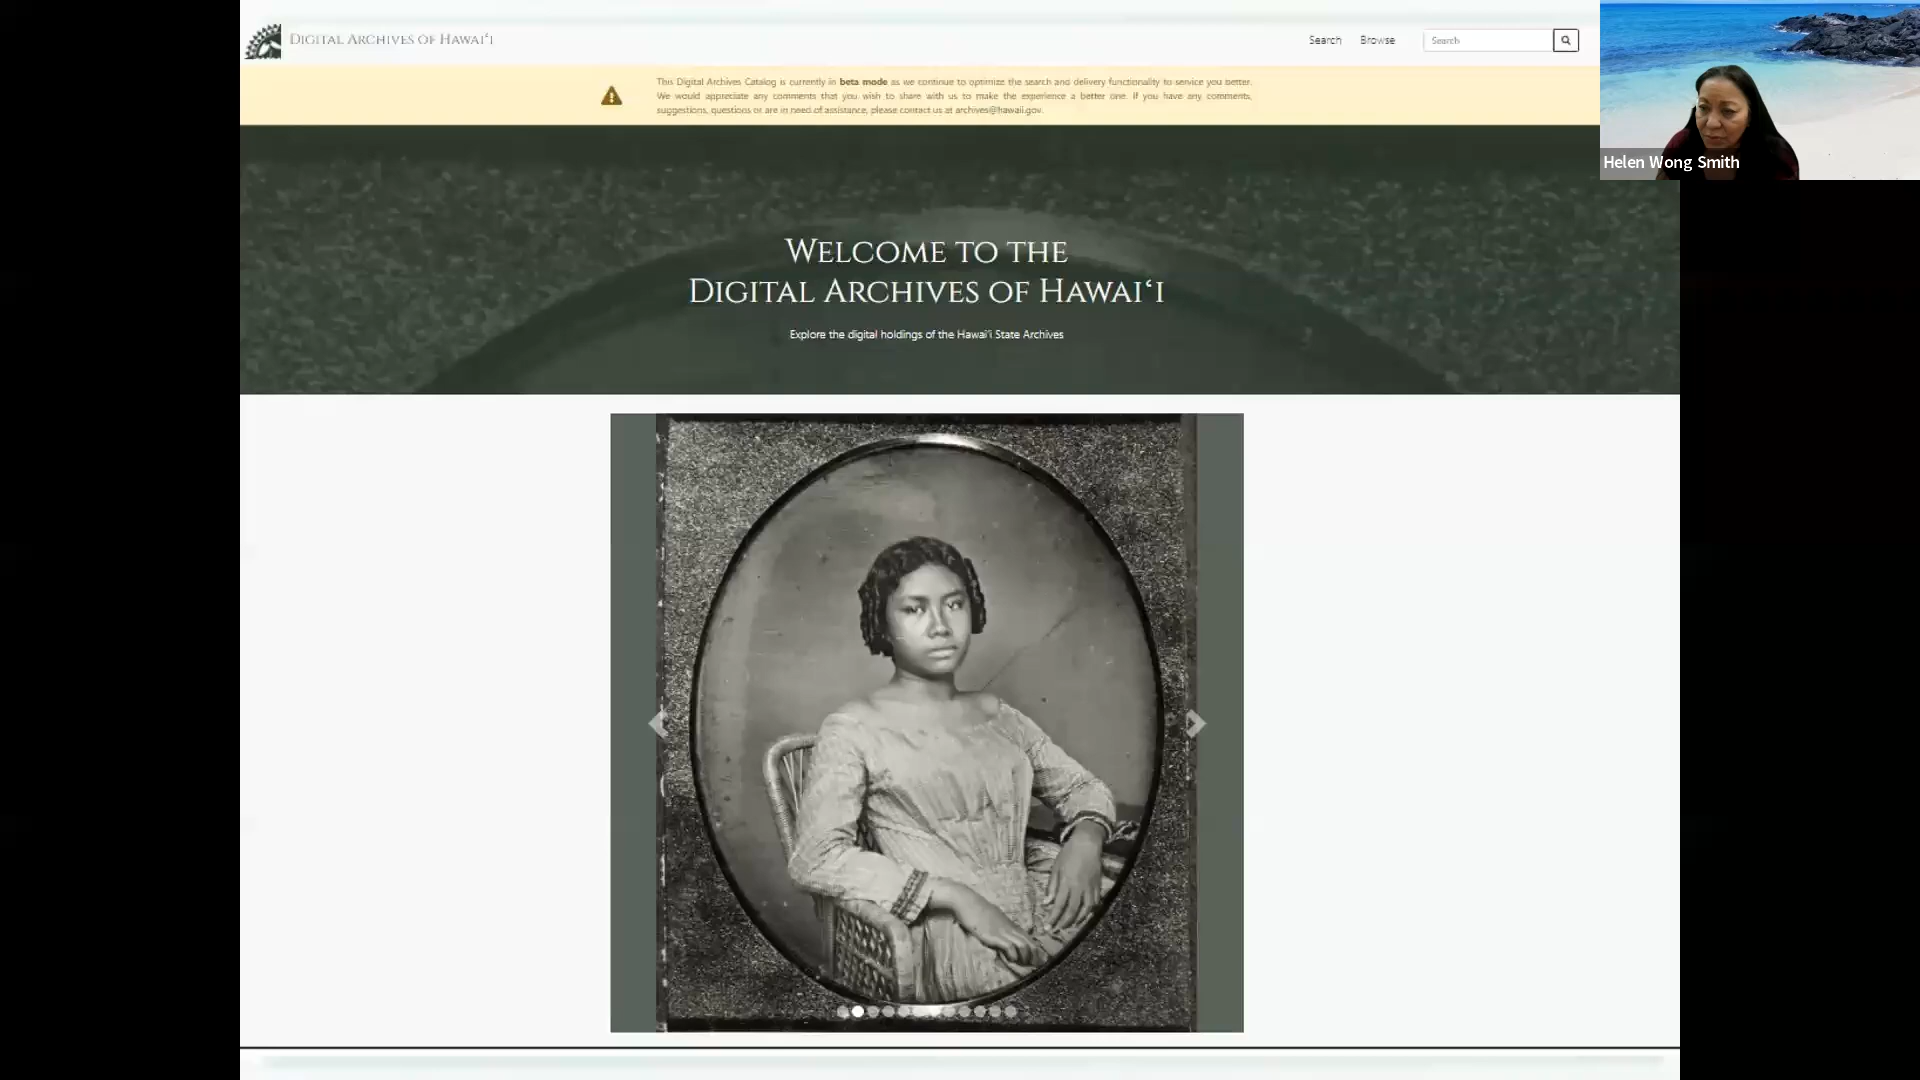 DIGITAL ARCHIVES OF HAWAIʻI
Search Browse Search
This Digital Archives Catalog is currently in beta mode as we continue to optimize the search and delivery functionality to service you better.
We would appreciate any comments that you wish to share with us to make the experience a better one. If you have any comments,
suggestions, questions or are in need of assistance, please contact us at archives@hawaii.gov.
Helen Wong Smith
WELCOME TO THE
DIGITAL ARCHIVES OF HAWAIʻI
Explore the digital holdings of the Hawaiʻi State Archives